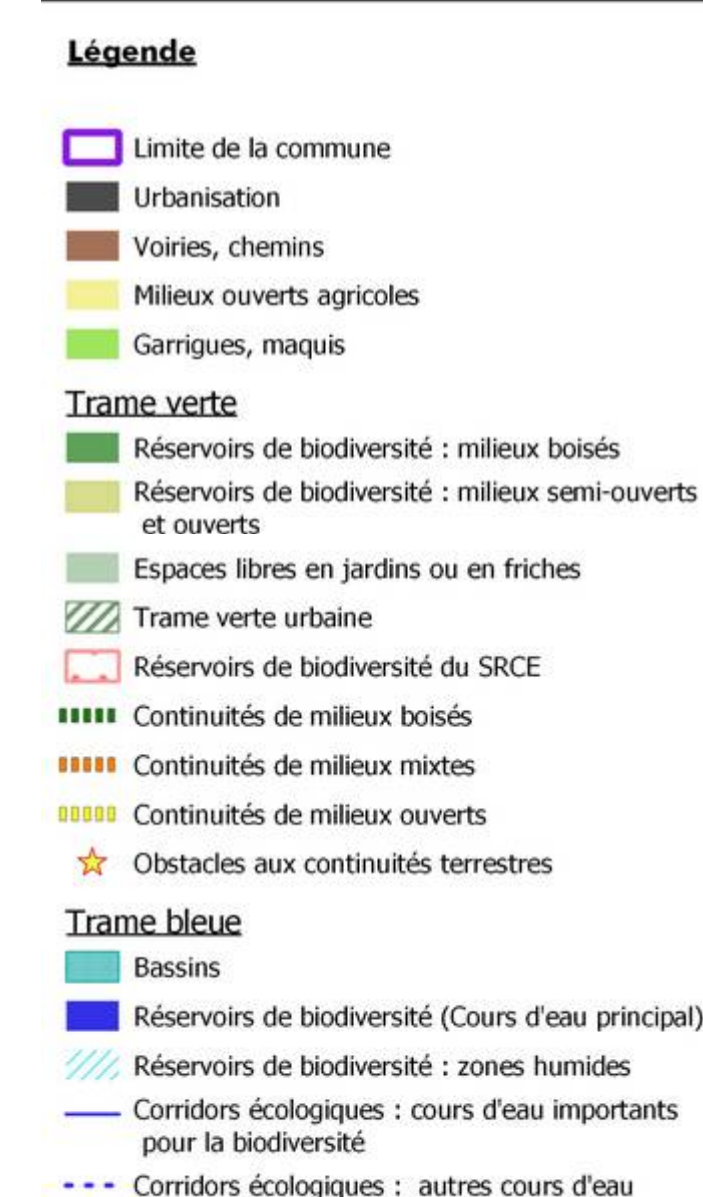 Légende
Limite de la commune
Urbanisation
Voiries, chemins
Milieux ouverts agricoles
Garrigues, maquis
Trame verte
Réservoirs de biodiversité : milieux boisés
Réservoirs de biodiversité : milieux semi-ouverts
et ouverts
Espaces libres en jardins ou en friches
Trame verte urbaine
Réservoirs de biodiversité du SRCE
Continuités de milieux boisés
Continuités de milieux mixtes
Continuités de milieux ouverts
Obstacles aux continuités terrestres
Trame bleue
Bassins
Réservoirs de biodiversité (Cours d'eau principal)
Réservoirs de biodiversité : zones humides
Corridors écologiques : cours d'eau importants
pour la biodiversité
Corridors écologiques : autres cours d'eau